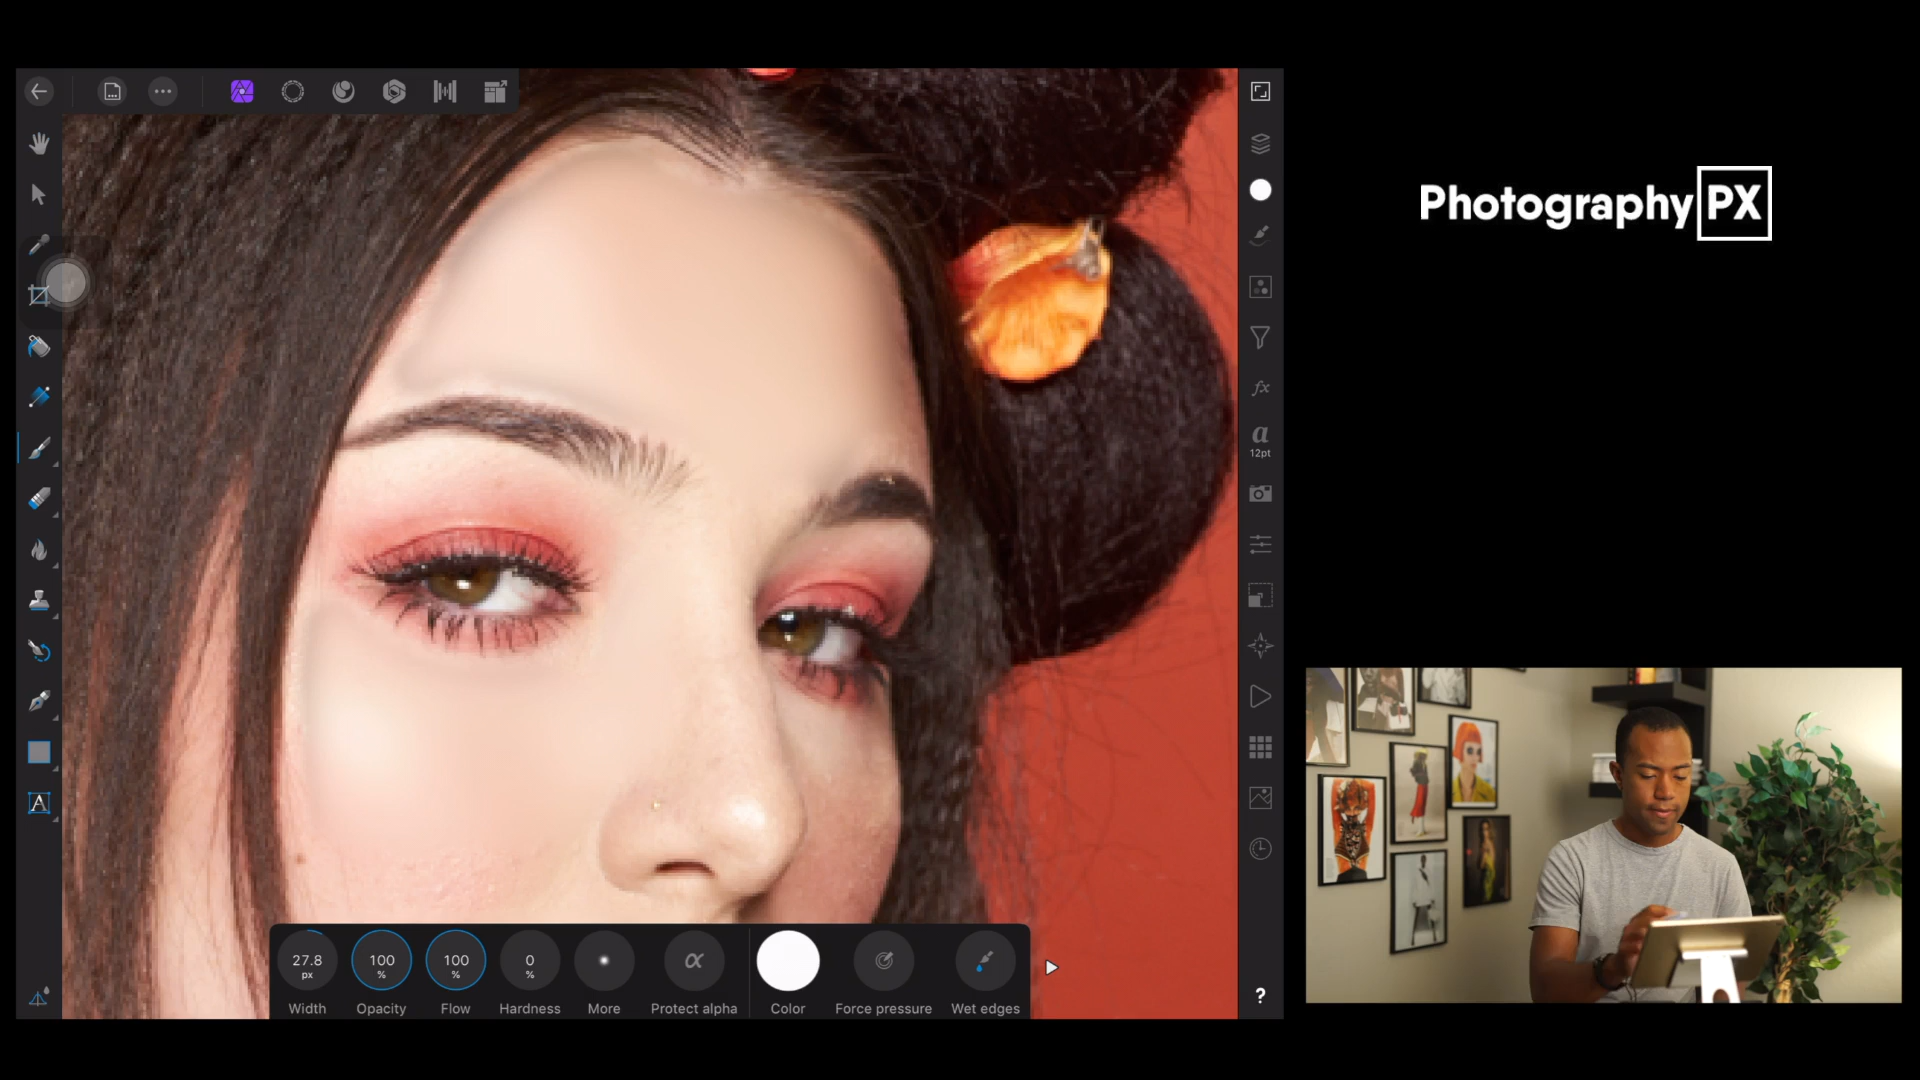 Photography PX
a
12pt
fx
A
?
27.8
px
100
%
100
%
0
%
α
Width
Opacity
Flow
Hardness
More
Protect alpha
Color
Force pressure
Wet edges